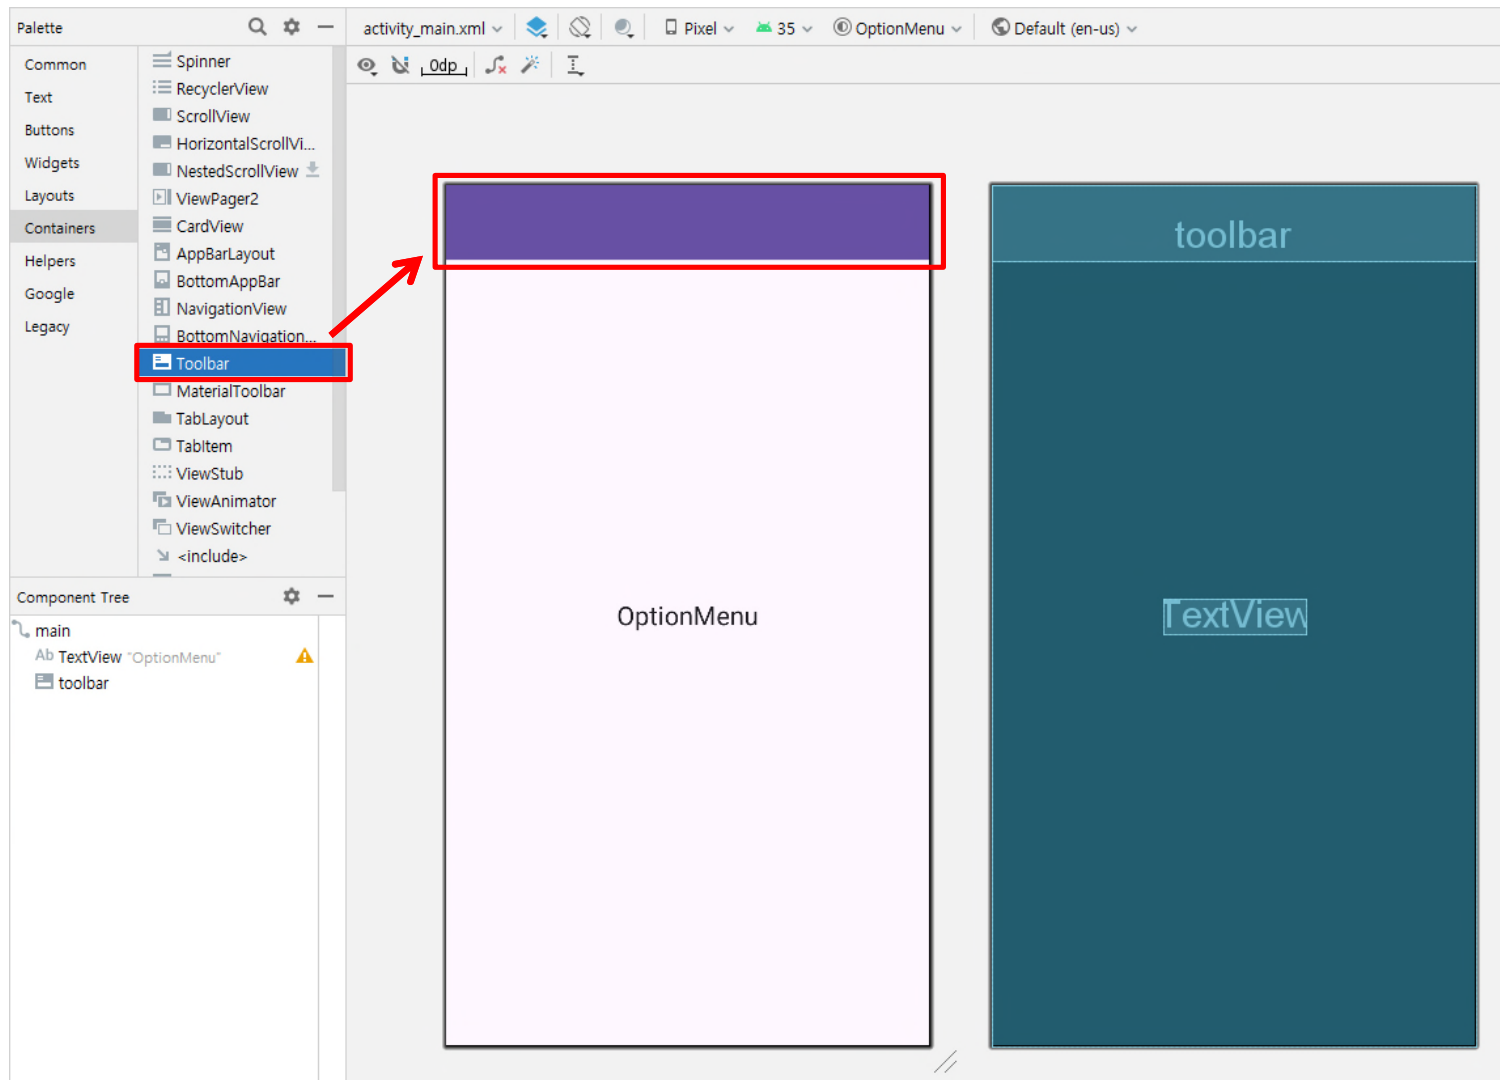 Palette
activity_main.xml
Pixel
35
OptionMenu
Default (en-us)
0dp
Common
Text
Buttons
Widgets
Layouts
Containers
Helpers
Google
Legacy
Spinner
RecyclerView
ScrollView
HorizontalScrollVi...
NestedScrollView
ViewPager2
CardView
AppBarLayout
BottomAppBar
NavigationView
BottomNavigation...
Toolbar
MaterialToolbar
TabLayout
TabItem
ViewStub
ViewAnimator
ViewSwitcher
<include>
Component Tree
main
Ab TextView "OptionMenu"
toolbar
OptionMenu
toolbar
TextView